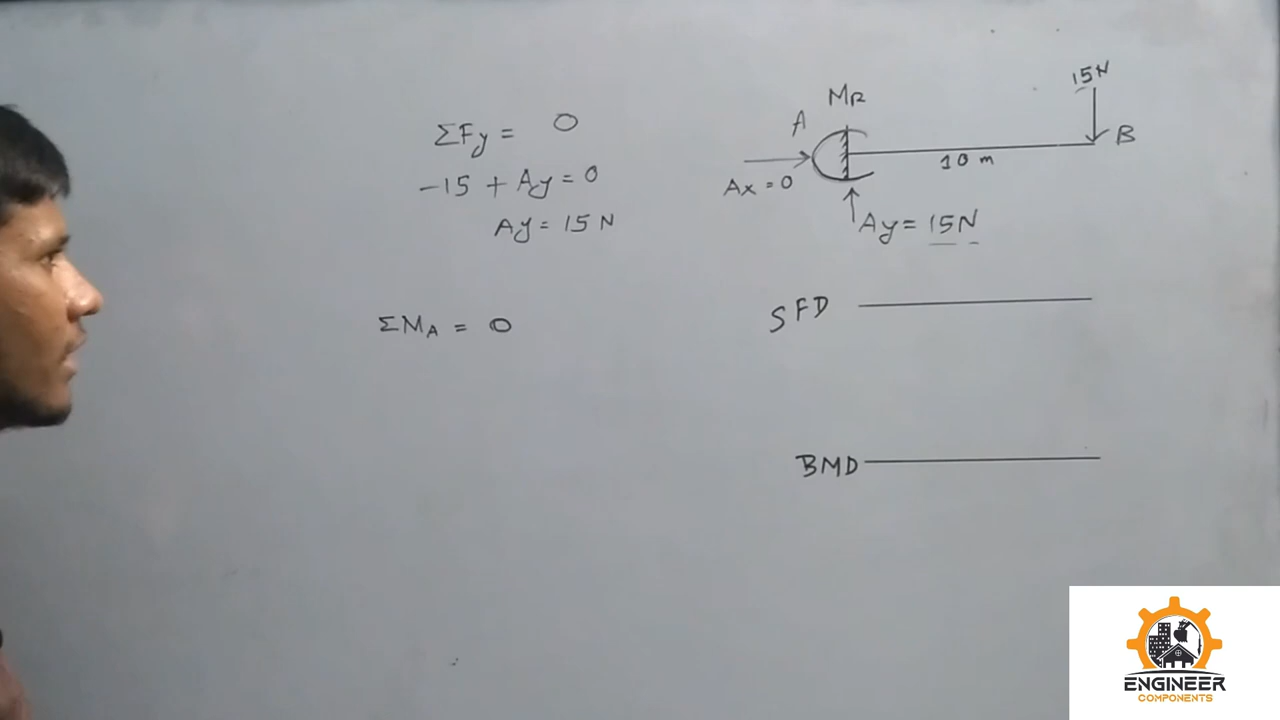 ΣFy = 0
-15 + Ay = 0
Ay = 15 N
ΣMA = 0
15N
MR
A
B
10 m
Ax = 0
Ay = 15N
SFD
BMD
ENGINEER
COMPONENTS